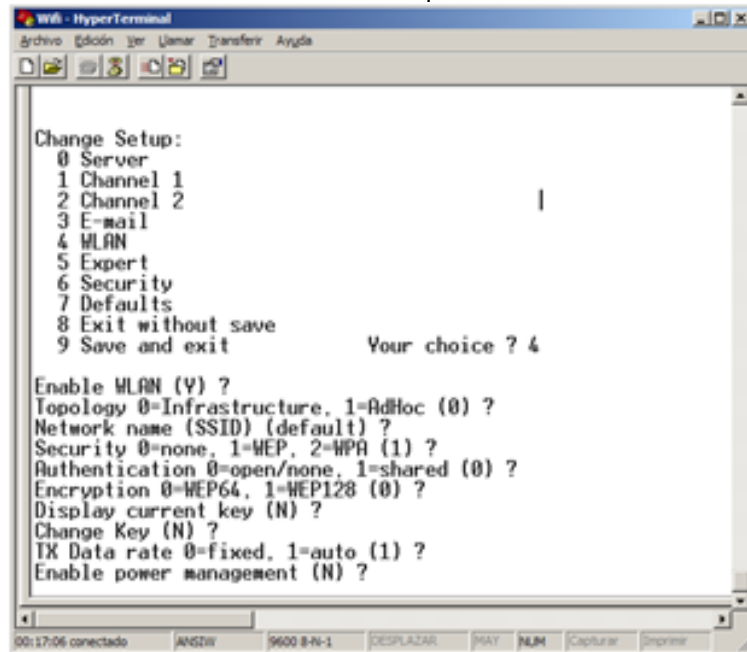 Wifi - HyperTerminal
Archivo Edición Ver Llamar Transferir Ayuda
Change Setup:
0 Server
1 Channel 1
2 Channel 2
3 E-mail
4 WLAN
5 Expert
6 Security
7 Defaults
8 Exit without save
9 Save and exit Your choice ? 4
Enable WLAN (Y) ?
Topology 0=Infrastructure, 1=AdHoc (0) ?
Network name (SSID) (default) ?
Security 0=none, 1=WEP, 2=WPA (1) ?
Authentication 0=open/none, 1=shared (0) ?
Encryption 0=WEP64, 1=WEP128 (0) ?
Display current key (N) ?
Change Key (N) ?
TX Data rate 0=fixed, 1=auto (1) ?
Enable power management (N) ?
00:17:06 conectado ANSIW 9600 8-N-1 DESPLAZAR MAY NUM Capturar Imprimir